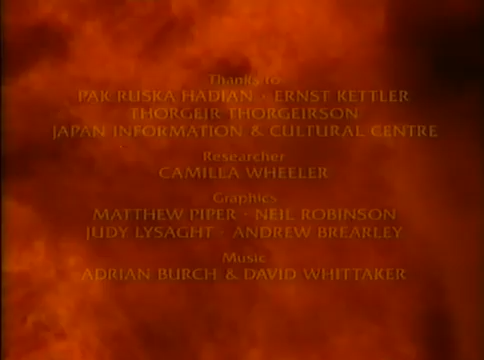 Thanks to
PAK RUSKA HADIAN · ERNST KETTLER
THORGEIR THORGEIRSON
JAPAN INFORMATION & CULTURAL CENTRE
Researcher
CAMILLA WHEELER
Graphics
MATTHEW PIPER · NEIL ROBINSON
JUDY LYSAGHT · ANDREW BREARLEY
Music
ADRIAN BURCH & DAVID WHITTAKER